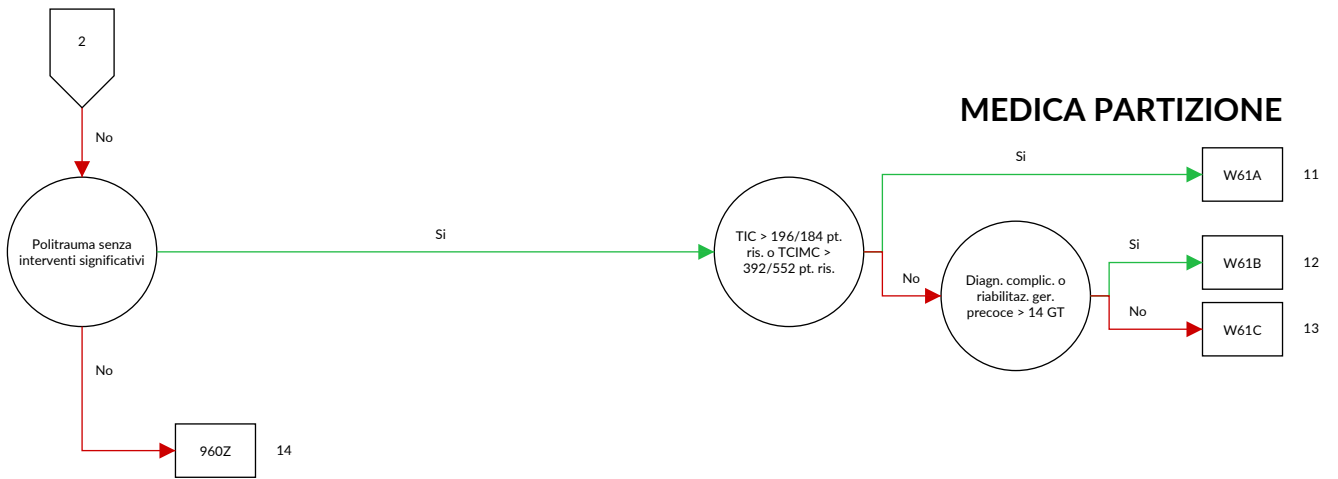 2
No
MEDICA PARTIZIONE
Si
W61A
11
Politrauma senza
interventi significativi
Si
TIC > 196/184 pt.
ris. o TCIMC >
392/552 pt. ris.
Si
W61B
12
No
Diagn. complic. o
riabilitaz. ger.
precoce > 14 GT
No
W61C
13
No
960Z
14